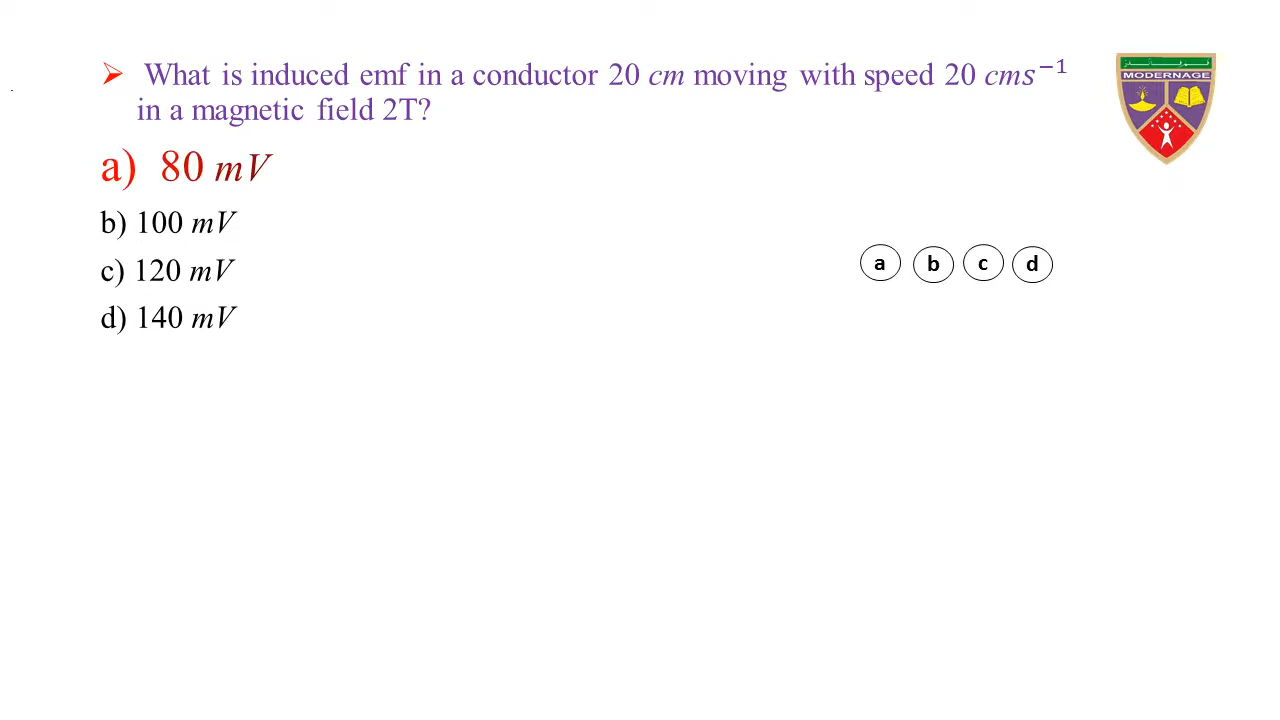 ➢ What is induced emf in a conductor 20 cm moving with speed 20 cms⁻¹
in a magnetic field 2T?
MODERNAGE
a) 80 mV
b) 100 mV
c) 120 mV
d) 140 mV
a b c d